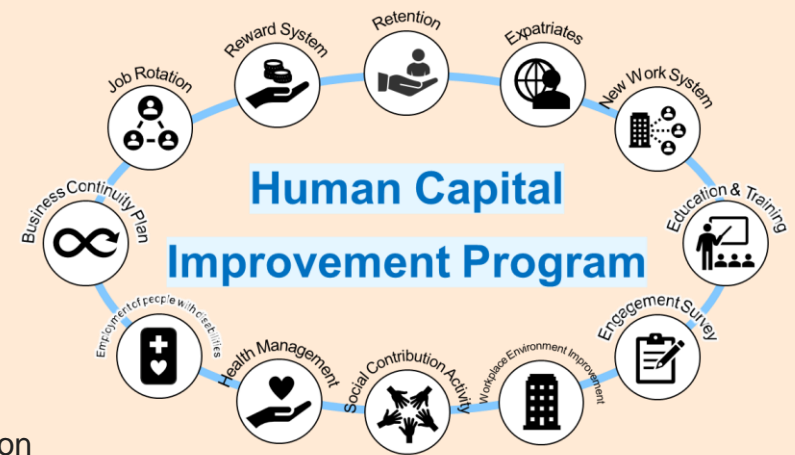 Retention
Reward System
Expatriates
Job Rotation
New Work System
Human Capital
Improvement Program
Business Continuity Plan
Education & Training
Employment of people with disabilities
Engagement Survey
Health Management
Social Contribution Activity
Workplace Environment Improvement
on